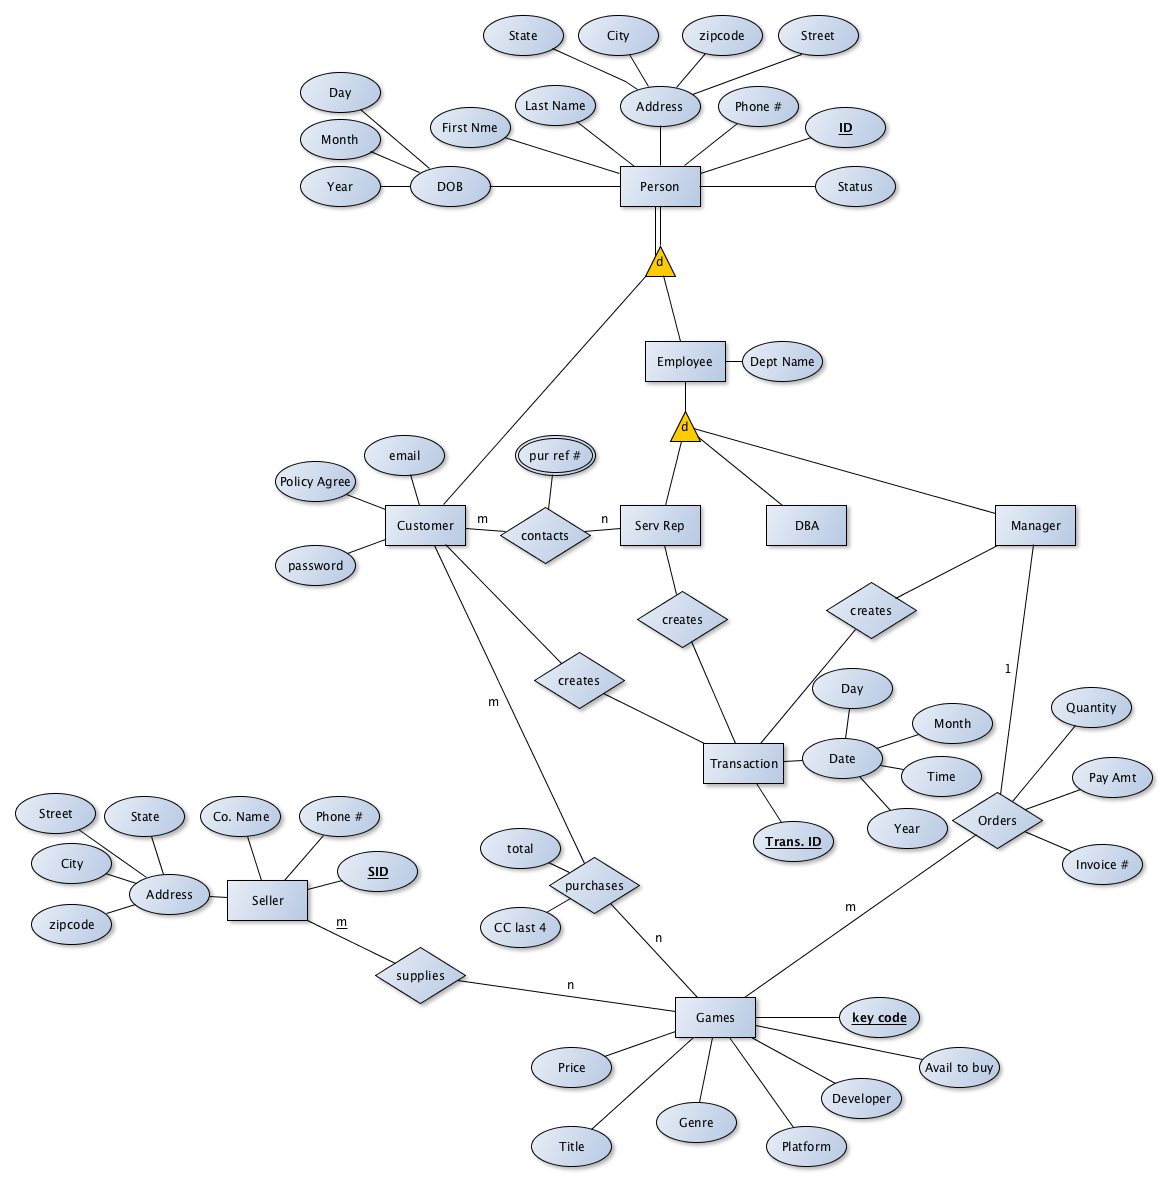 State
City
zipcode
Street
Day
Last Name
Address
Phone #
First Nme
ID
Month
Year
DOB
Person
Status
d
Employee
Dept Name
d
email
pur ref #
Policy Agree
Customer
m
contacts
n
Serv Rep
DBA
Manager
password
creates
creates
creates
1
m
Day
Quantity
Month
Transaction
Date
Time
Pay Amt
Year
Orders
Trans. ID
Invoice #
Street
State
Co. Name
Phone #
City
SID
Address
Seller
zipcode
m
total
purchases
CC last 4
m
n
supplies
n
Games
key code
Price
Avail to buy
Developer
Genre
Title
Platform